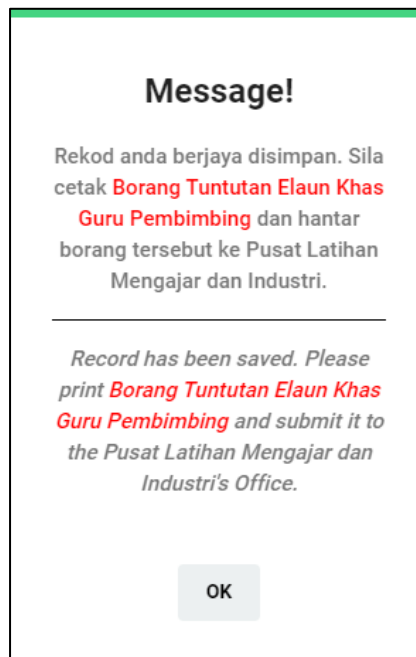 Message!
Rekod anda berjaya disimpan. Sila
cetak Borang Tuntutan Elaun Khas
Guru Pembimbing dan hantar
borang tersebut ke Pusat Latihan
Mengajar dan Industri.
Record has been saved. Please
print Borang Tuntutan Elaun Khas
Guru Pembimbing and submit it to
the Pusat Latihan Mengajar dan
Industri's Office.
OK